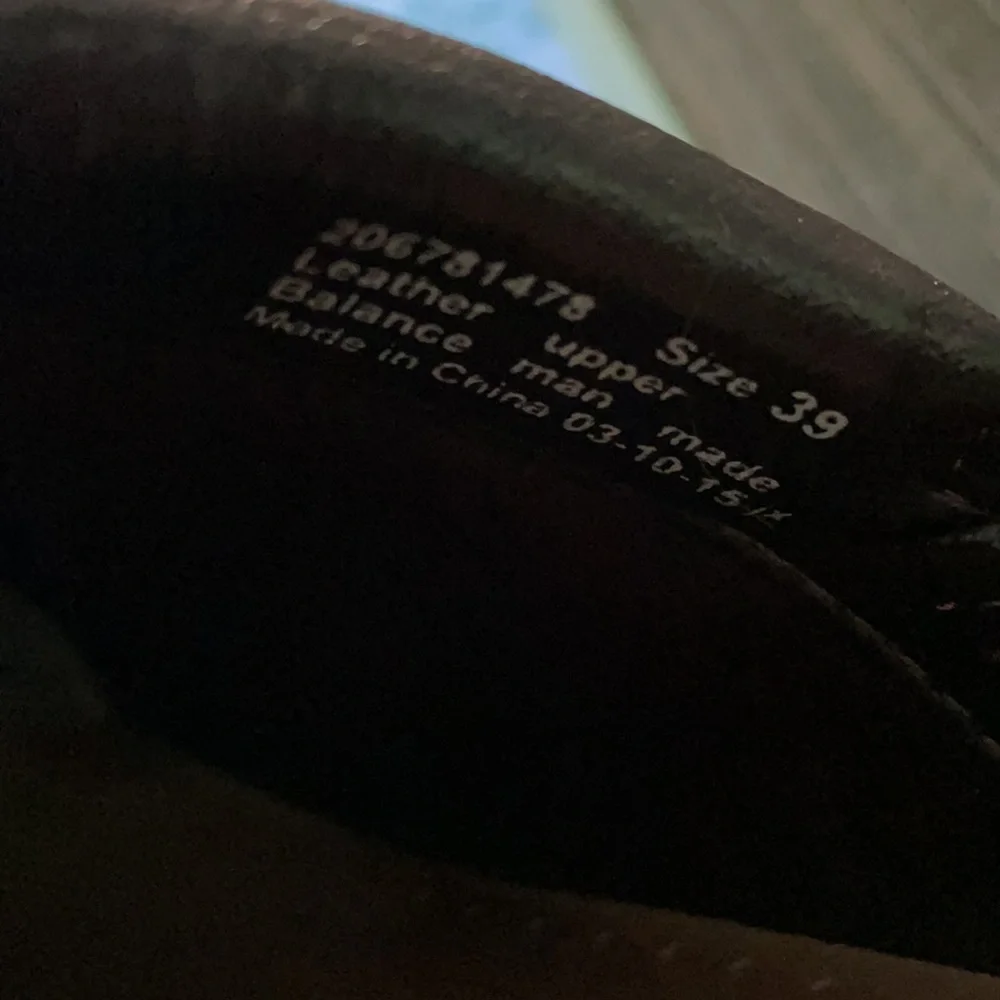 206781478 Size 39
Leather upper
Balance man made
Made in China 03-10-15